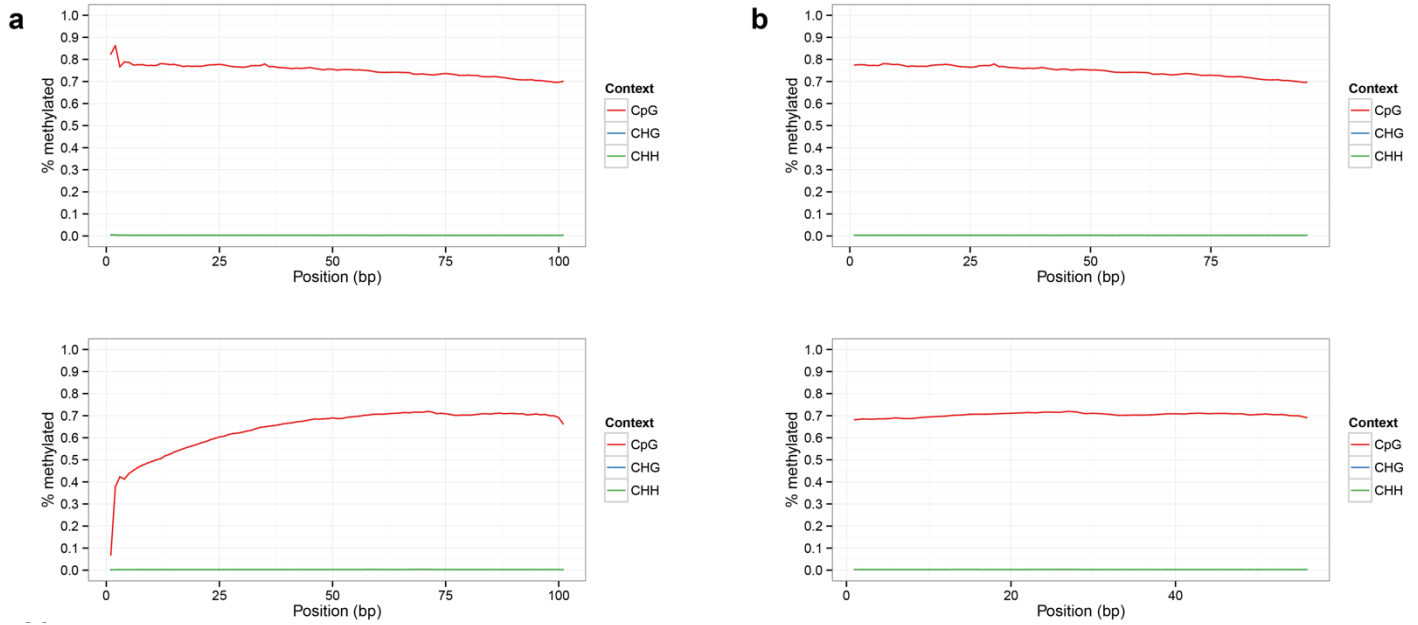 a
1.0
0.9
0.8
0.7
0.6
0.5
0.4
0.3
0.2
0.1
0.0
% methylated
0 25 50 75 100
Position (bp)
Context
CpG
CHG
CHH
b
1.0
0.9
0.8
0.7
0.6
0.5
0.4
0.3
0.2
0.1
0.0
% methylated
0 25 50 75
Position (bp)
Context
CpG
CHG
CHH
1.0
0.9
0.8
0.7
0.6
0.5
0.4
0.3
0.2
0.1
0.0
% methylated
0 25 50 75 100
Position (bp)
Context
CpG
CHG
CHH
1.0
0.9
0.8
0.7
0.6
0.5
0.4
0.3
0.2
0.1
0.0
% methylated
0 20 40
Position (bp)
Context
CpG
CHG
CHH